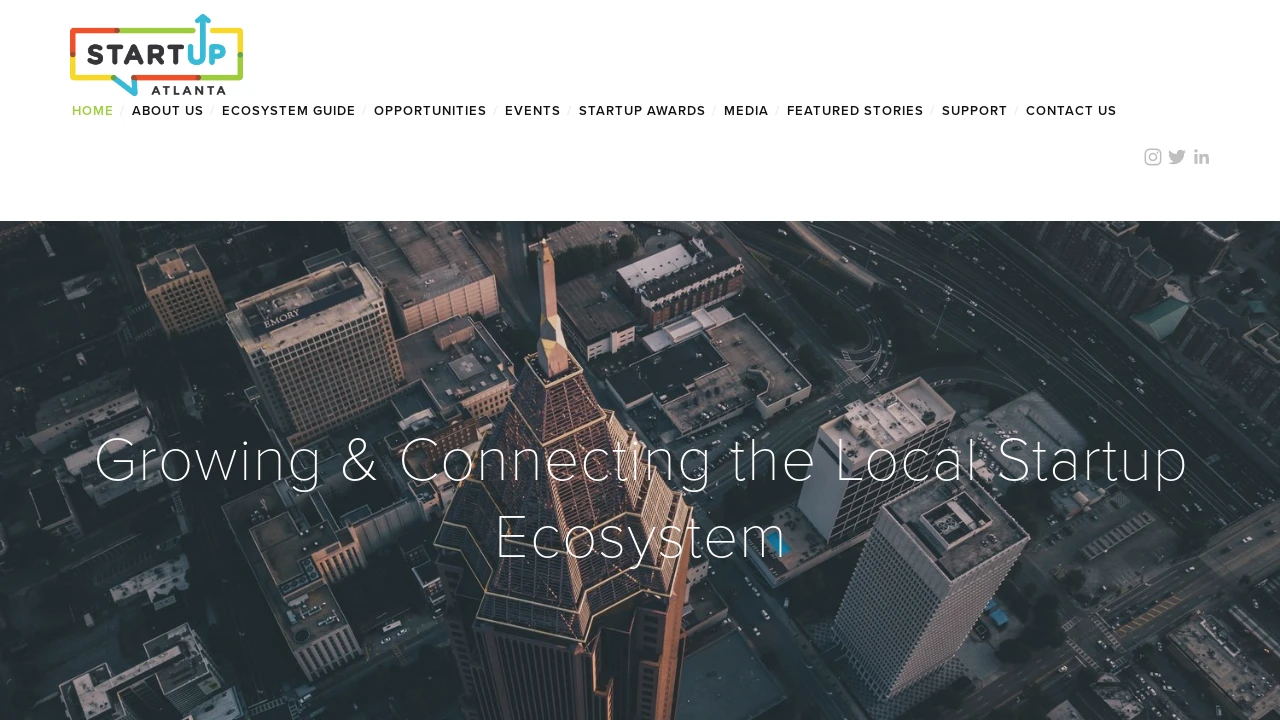 STARTUP
ATLANTA
HOME / ABOUT US / ECOSYSTEM GUIDE / OPPORTUNITIES / EVENTS / STARTUP AWARDS / MEDIA / FEATURED STORIES / SUPPORT / CONTACT US
EMORY
Growing & Connecting the Local Startup
Ecosystem